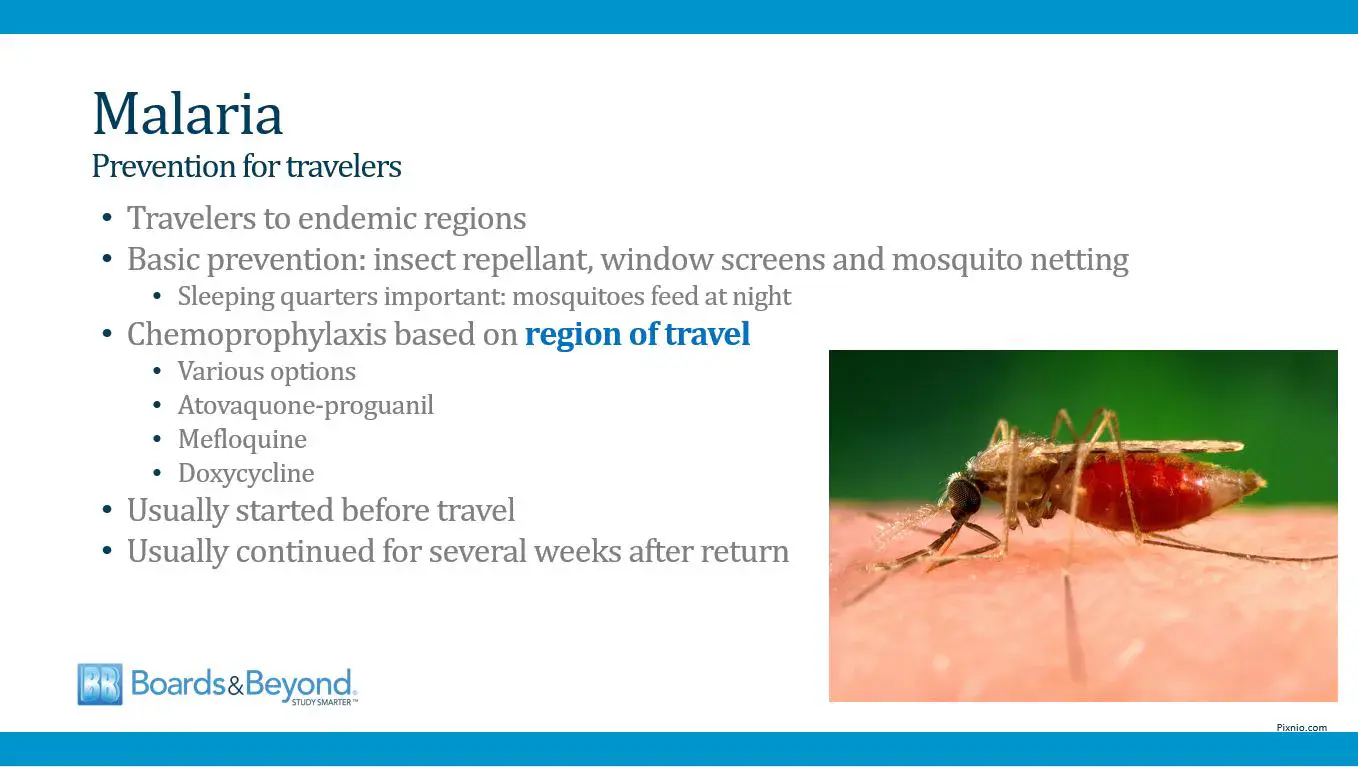 Malaria
Prevention for travelers
• Travelers to endemic regions
• Basic prevention: insect repellant, window screens and mosquito netting
• Sleeping quarters important: mosquitoes feed at night
• Chemoprophylaxis based on region of travel
• Various options
• Atovaquone-proguanil
• Mefloquine
• Doxycycline
• Usually started before travel
• Usually continued for several weeks after return
BB Boards&Beyond®
STUDY SMARTER™
Pixnio.com